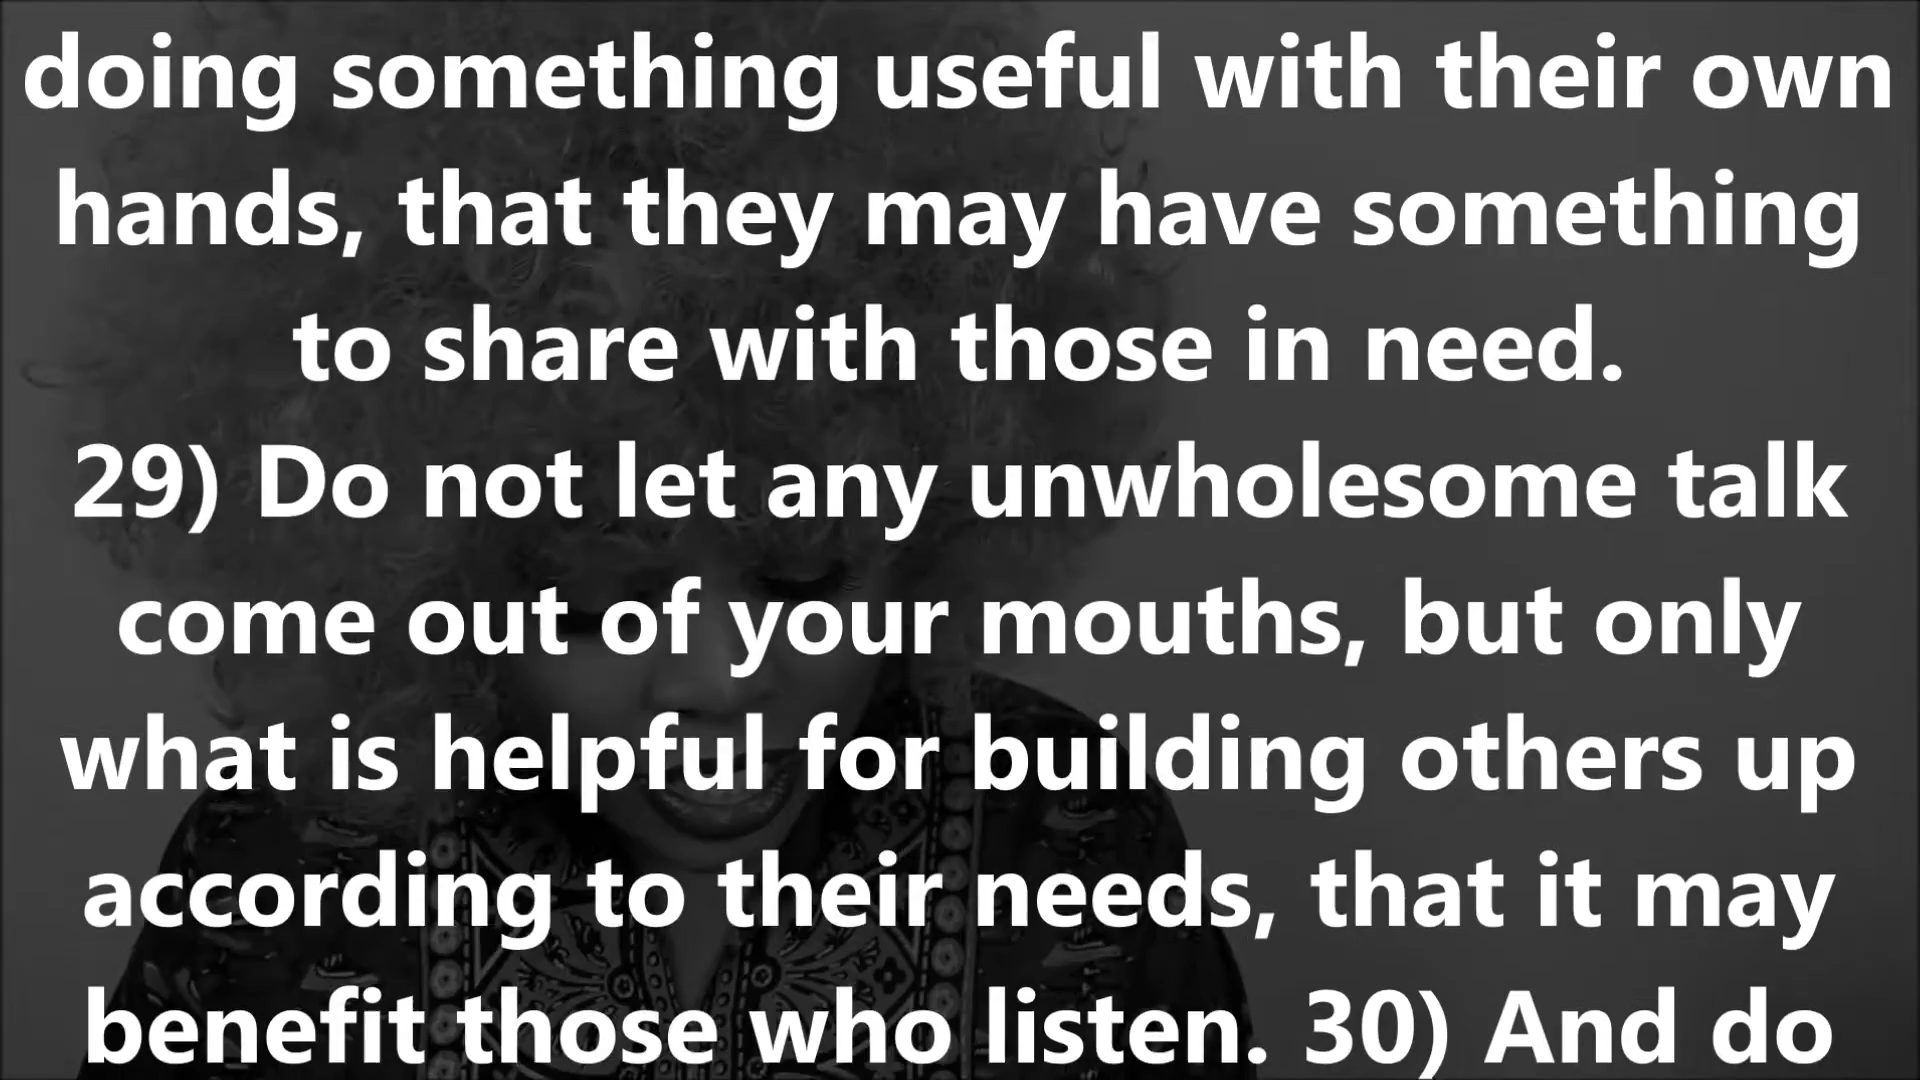 doing something useful with their own
hands, that they may have something
to share with those in need.
29) Do not let any unwholesome talk
come out of your mouths, but only
what is helpful for building others up
according to their needs, that it may
benefit those who listen. 30) And do